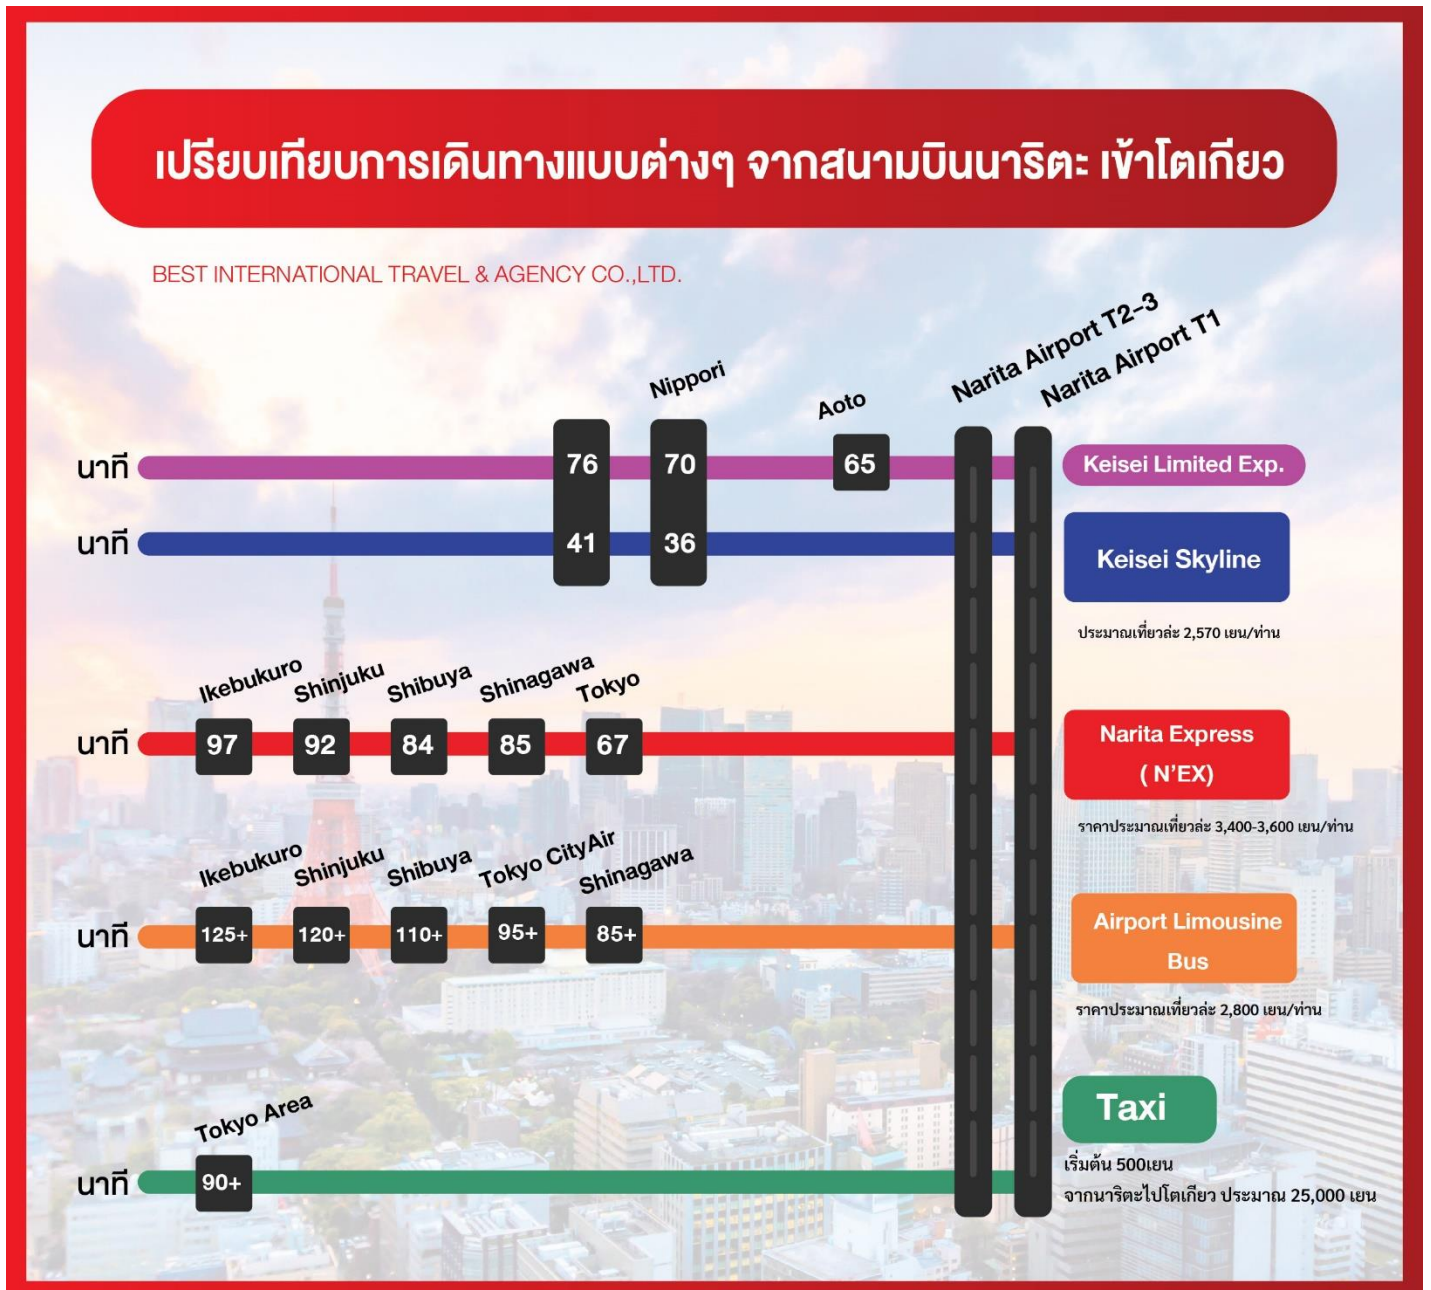 เปรียบเทียบการเดินทางแบบต่างๆ จากสนามบินนาริตะ เข้าโตเกียว
BEST INTERNATIONAL TRAVEL & AGENCY CO.,LTD.
Narita Airport T2-3
Narita Airport T1
Nippori
Aoto
นาที
76
70
65
Keisei Limited Exp.
นาที
41
36
Keisei Skyline
ประมาณเที่ยวล่ะ 2,570 เยน/ท่าน
Ikebukuro
Shinjuku
Shibuya
Shinagawa
Tokyo
นาที
97
92
84
85
67
Narita Express
( N'EX)
ราคาประมาณเที่ยวล่ะ 3,400-3,600 เยน/ท่าน
Ikebukuro
Shinjuku
Shibuya
Tokyo CityAir
Shinagawa
นาที
125+
120+
110+
95+
85+
Airport Limousine
Bus
ราคาประมาณเที่ยวล่ะ 2,800 เยน/ท่าน
Tokyo Area
นาที
90+
Taxi
เริ่มต้น 500เยน
จากนาริตะไปโตเกียว ประมาณ 25,000 เยน